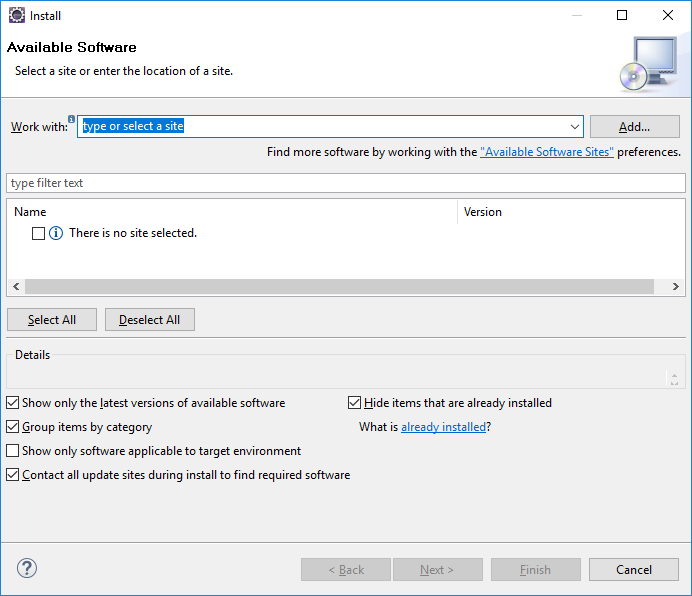 Install
Available Software
Select a site or enter the location of a site.
Work with: type or select a site Add...
Find more software by working with the "Available Software Sites" preferences.
type filter text
Name Version
There is no site selected.
Select All Deselect All
Details
Show only the latest versions of available software Hide items that are already installed
Group items by category What is already installed?
Show only software applicable to target environment
Contact all update sites during install to find required software
? < Back Next > Finish Cancel